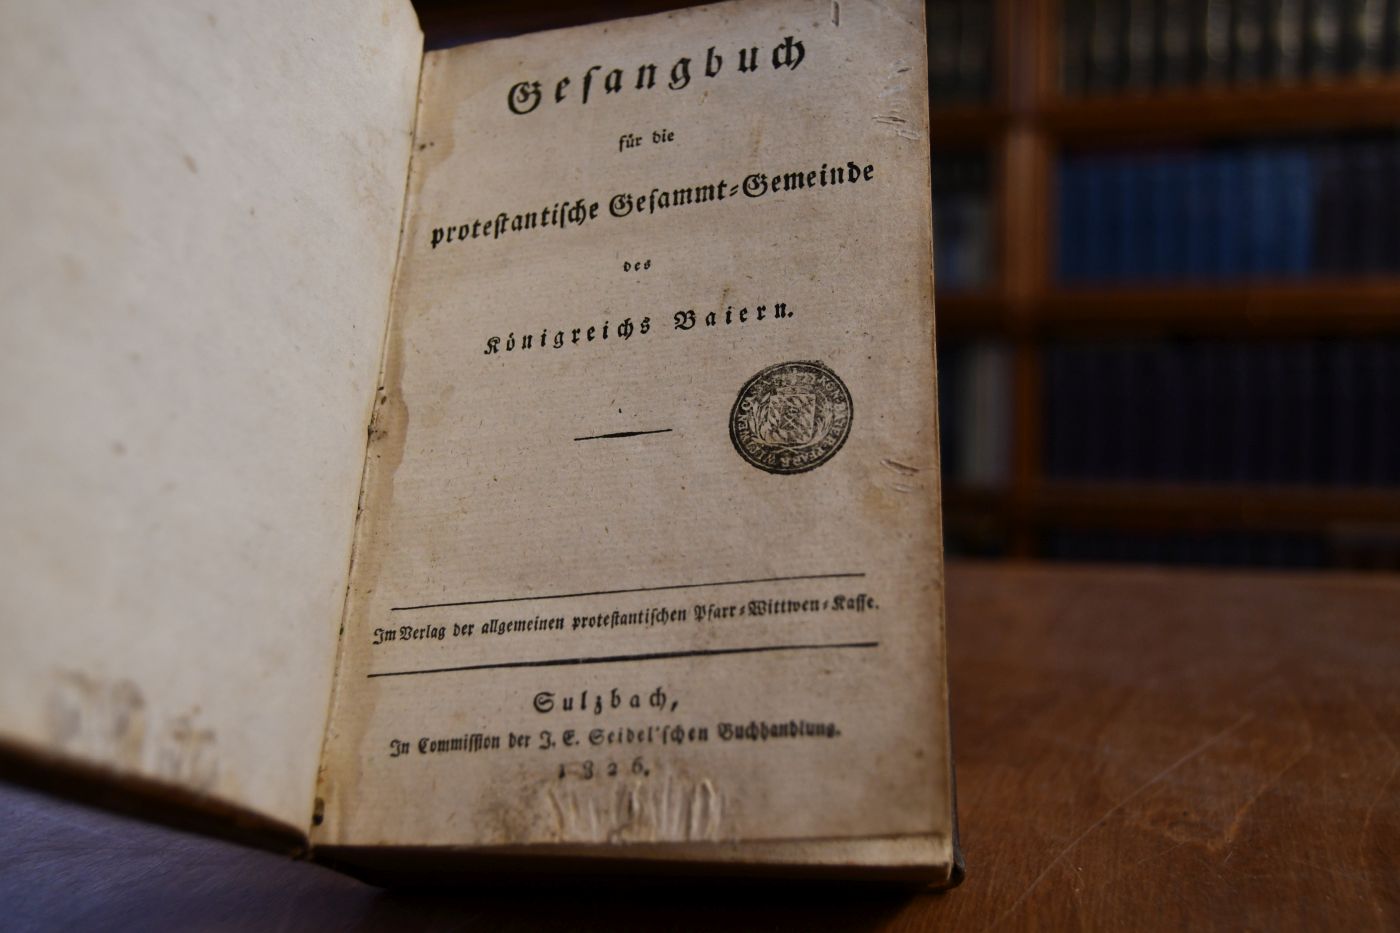 Gesangbuch
für die
protestantische Gesammt-Gemeinde
des
Königreichs Baiern.
Im Verlag der allgemeinen protestantischen Pfarr-Wittwen-Kasse.
Sulzbach,
In Commission der J. E. Seidel'schen Buchhandlung.
1826.